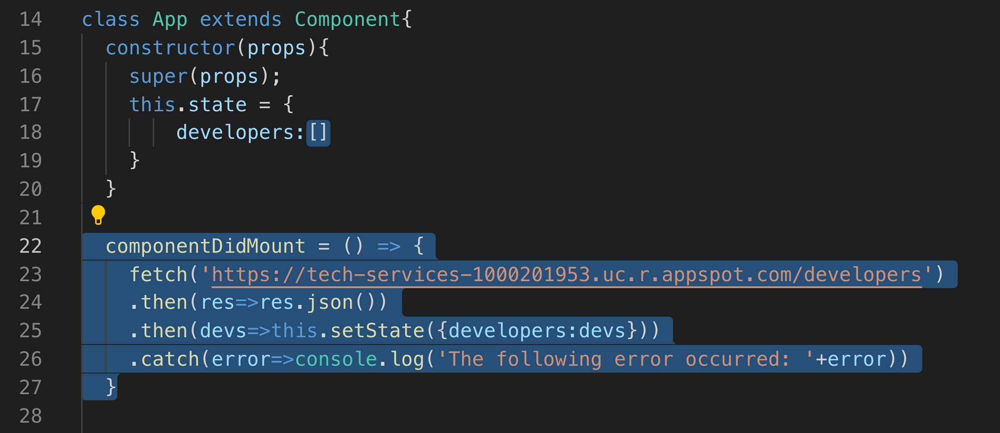 14 class App extends Component{
15 constructor(props){
16 super(props);
17 this.state = {
18 developers:[]
19 }
20 }
21
22 componentDidMount = () => {
23 fetch('https://tech-services-1000201953.uc.r.appspot.com/developers')
24 .then(res=>res.json())
25 .then(devs=>this.setState({developers:devs}))
26 .catch(error=>console.log('The following error occurred: '+error))
27 }
28